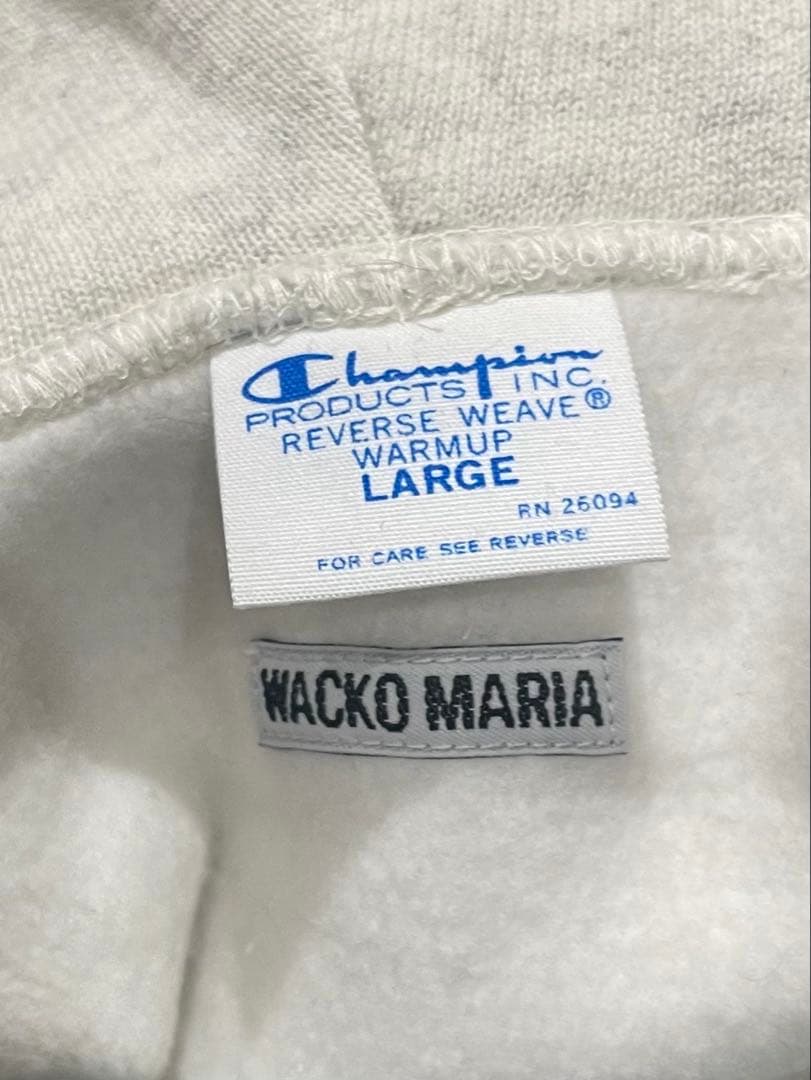 Champion
PRODUCTS INC.
REVERSE WEAVE®
WARMUP
LARGE
RN 26094
FOR CARE SEE REVERSE
WACKO MARIA